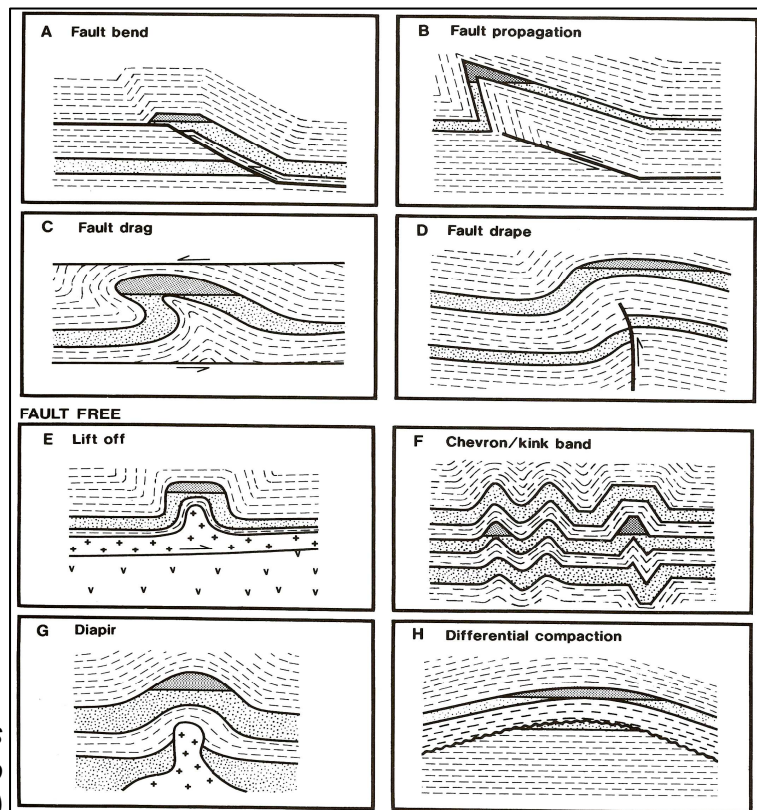 A Fault bend
B Fault propagation
C Fault drag
D Fault drape
FAULT FREE
E Lift off
F Chevron/kink band
G Diapir
H Differential compaction